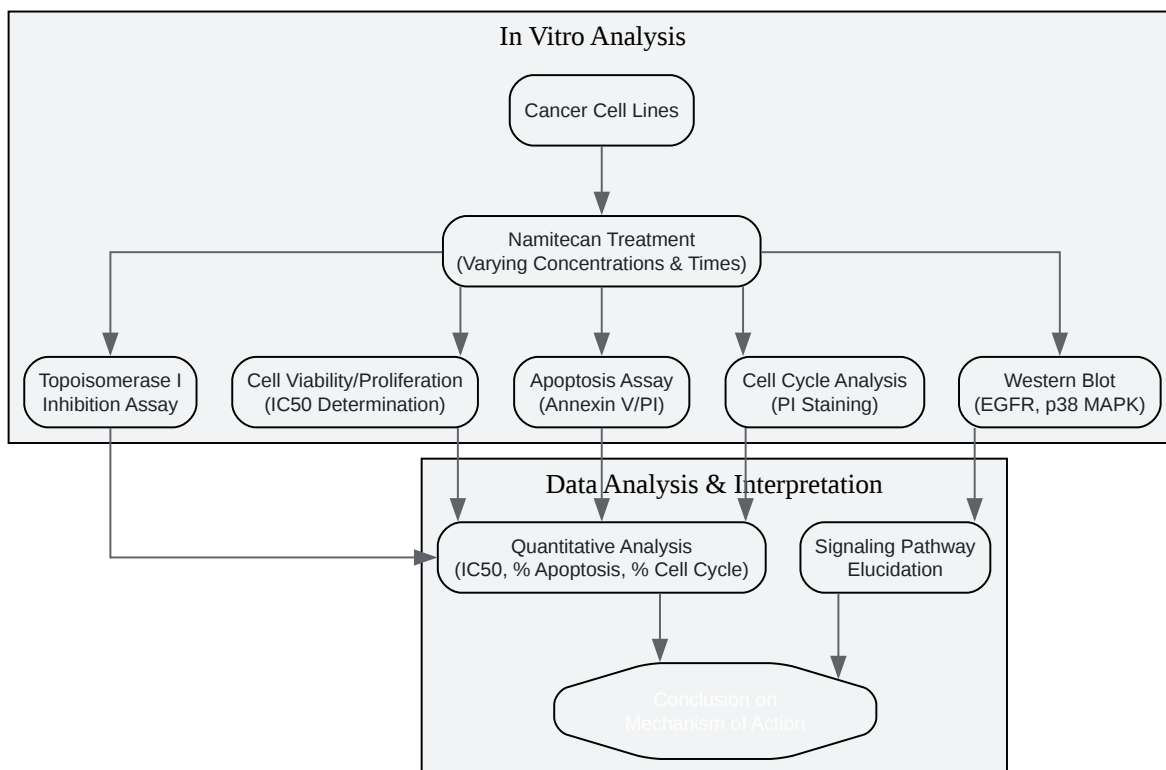 In Vitro Analysis
Cancer Cell Lines
Namitecan Treatment
(Varying Concentrations & Times)
Topoisomerase I
Inhibition Assay
Cell Viability/Proliferation
(IC50 Determination)
Apoptosis Assay
(Annexin V/PI)
Cell Cycle Analysis
(PI Staining)
Western Blot
(EGFR, p38 MAPK)
Data Analysis & Interpretation
Quantitative Analysis
(IC50, % Apoptosis, % Cell Cycle)
Signaling Pathway
Elucidation
Conclusion on
Mechanism of Action